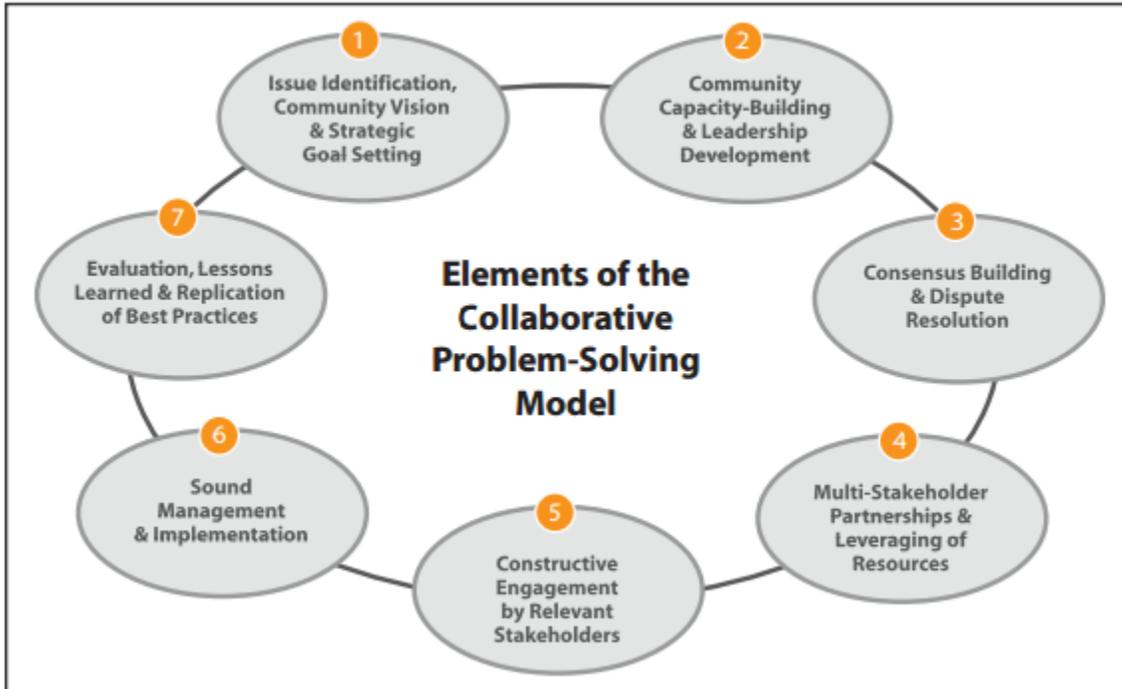 1
Issue Identification,
Community Vision
& Strategic
Goal Setting
2
Community
Capacity-Building
& Leadership
Development
3
Consensus Building
& Dispute
Resolution
4
Multi-Stakeholder
Partnerships &
Leveraging of
Resources
5
Constructive
Engagement
by Relevant
Stakeholders
6
Sound
Management
& Implementation
7
Evaluation, Lessons
Learned & Replication
of Best Practices
Elements of the
Collaborative
Problem-Solving
Model